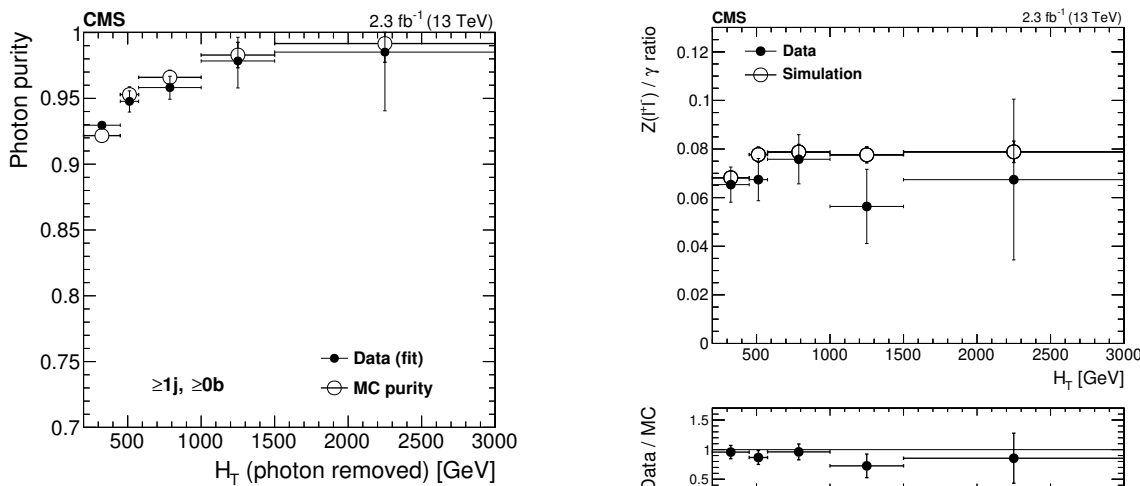 CMS 2.3 fb⁻¹ (13 TeV)
Photon purity
1
0.95
0.9
0.85
0.8
0.75
0.7
Data (fit)
MC purity
≥1j, ≥0b
500 1000 1500 2000 2500 3000
H_T (photon removed) [GeV]
CMS 2.3 fb⁻¹ (13 TeV)
Z(l⁺l⁻) / γ ratio
0.12
0.1
0.08
0.06
0.04
0.02
0
Data
Simulation
500 1000 1500 2000 2500 3000
H_T [GeV]
Data / MC
1.5
1
0.5